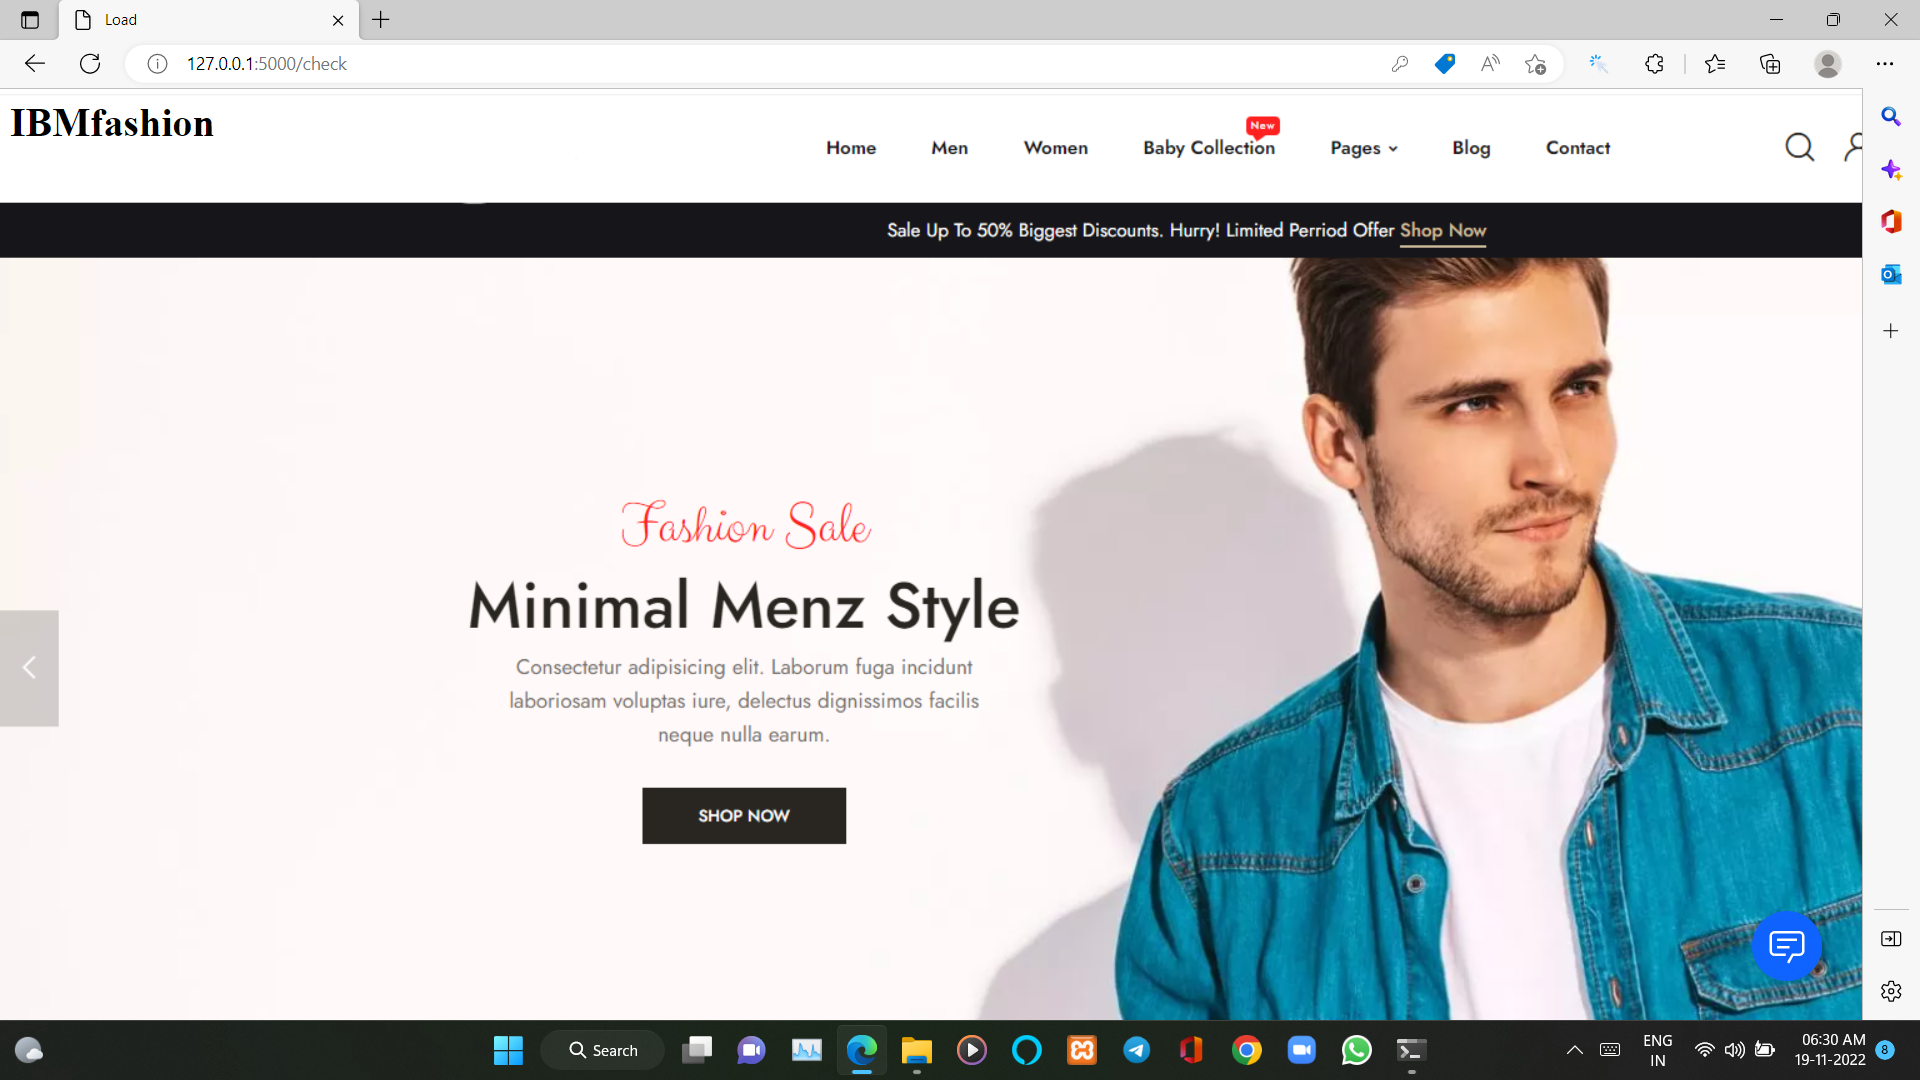 Load
127.0.0.1:5000/check
IBMfashion
New
Home Men Women Baby Collection Pages Blog Contact
Sale Up To 50% Biggest Discounts. Hurry! Limited Perriod Offer Shop Now
Fashion Sale
Minimal Menz Style
Consectetur adipisicing elit. Laborum fuga incidunt
laboriosam voluptas iure, delectus dignissimos facilis
neque nulla earum.
SHOP NOW
Search
ENG
IN
06:30 AM
19-11-2022
8